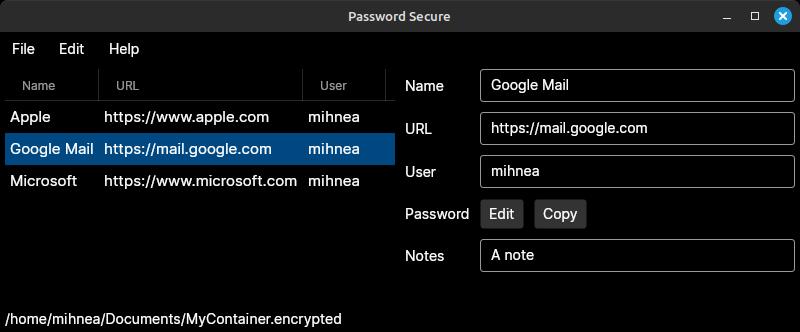 Password Secure
File Edit Help
Name URL User
Apple https://www.apple.com mihnea
Google Mail https://mail.google.com mihnea
Microsoft https://www.microsoft.com mihnea
Name Google Mail
URL https://mail.google.com
User mihnea
Password Edit Copy
Notes A note
/home/mihnea/Documents/MyContainer.encrypted